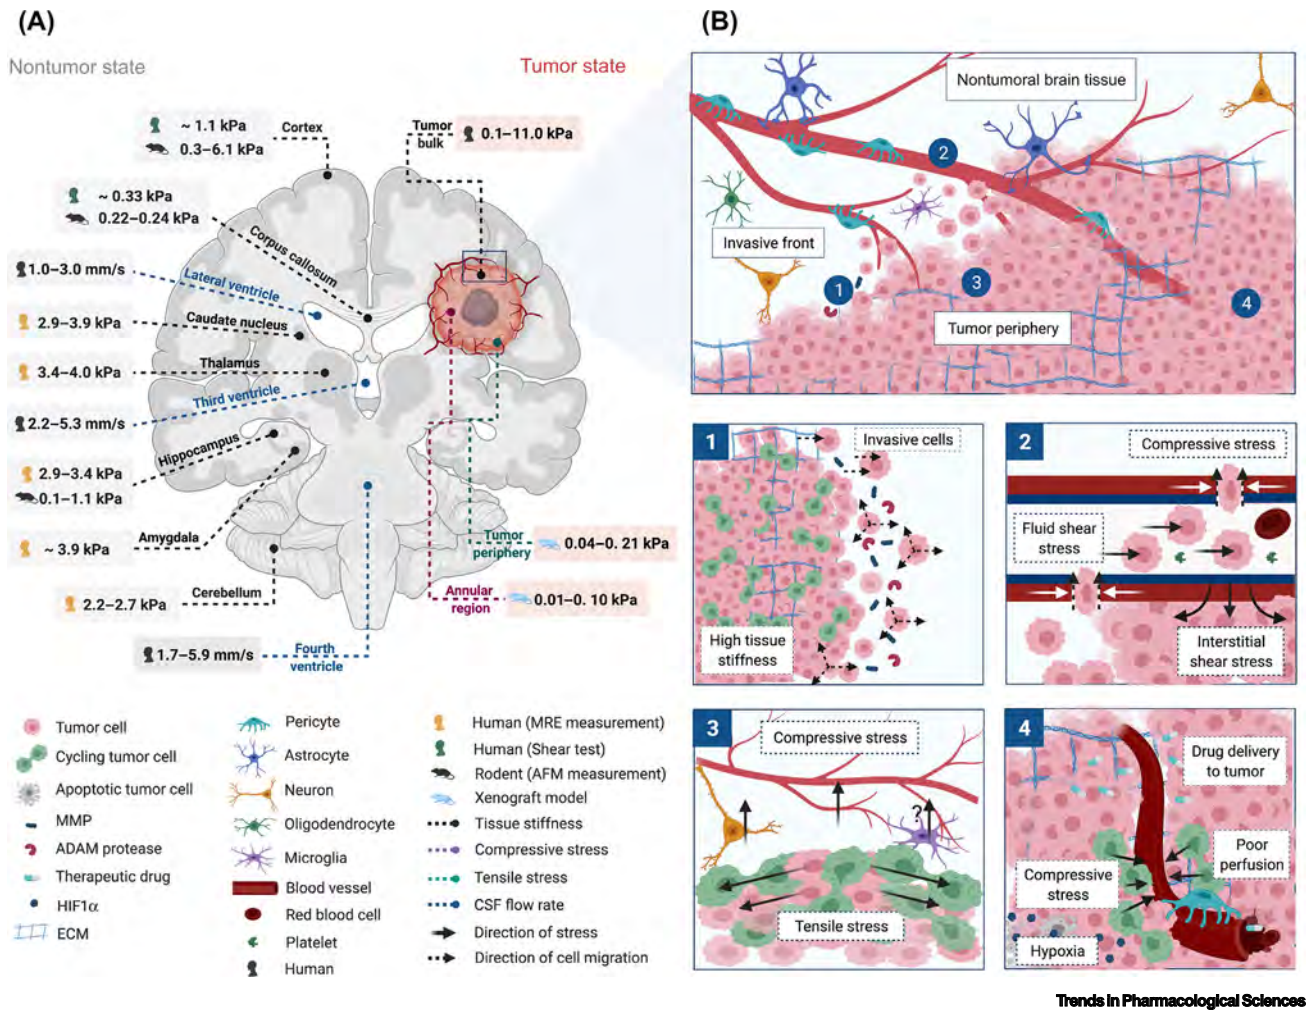 (A)
Nontumor state
Tumor state
~ 1.1 kPa
0.3–6.1 kPa
Cortex
Tumor
bulk
0.1–11.0 kPa
~ 0.33 kPa
0.22–0.24 kPa
Corpus callosum
1.0–3.0 mm/s
Lateral ventricle
2.9–3.9 kPa
Caudate nucleus
3.4–4.0 kPa
Thalamus
2.2–5.3 mm/s
Third ventricle
Hippocampus
2.9–3.4 kPa
0.1–1.1 kPa
~ 3.9 kPa
Amygdala
Tumor
periphery
0.04–0. 21 kPa
2.2–2.7 kPa
Cerebellum
Annular
region
0.01–0. 10 kPa
1.7–5.9 mm/s
Fourth
ventricle
Tumor cell
Cycling tumor cell
Apoptotic tumor cell
MMP
ADAM protease
Therapeutic drug
HIF1α
ECM
Pericyte
Astrocyte
Neuron
Oligodendrocyte
Microglia
Blood vessel
Red blood cell
Platelet
Human
Human (MRE measurement)
Human (Shear test)
Rodent (AFM measurement)
Xenograft model
Tissue stiffness
Compressive stress
Tensile stress
CSF flow rate
Direction of stress
Direction of cell migration
(B)
Nontumoral brain tissue
2
Invasive front
1
3
4
Tumor periphery
1
Invasive cells
High tissue
stiffness
2
Compressive stress
Fluid shear
stress
Interstitial
shear stress
3
Compressive stress
?
Tensile stress
4
Drug delivery
to tumor
Poor
perfusion
Compressive
stress
Hypoxia
Trends in Pharmacological Sciences